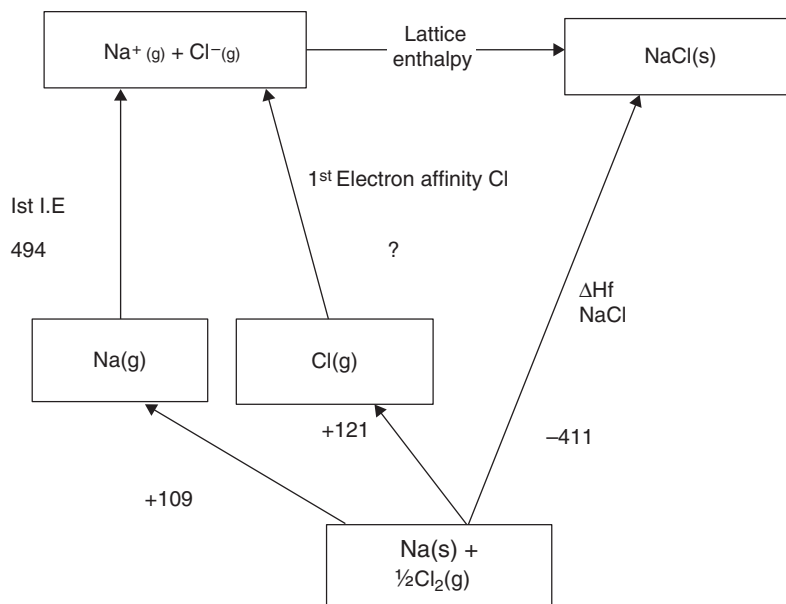 Na⁺ (g) + Cl⁻(g)
Lattice
enthalpy
NaCl(s)
1st Electron affinity Cl
Ist I.E
494
?
ΔHf
NaCl
Na(g)
Cl(g)
+121
–411
+109
Na(s) +
½Cl₂(g)